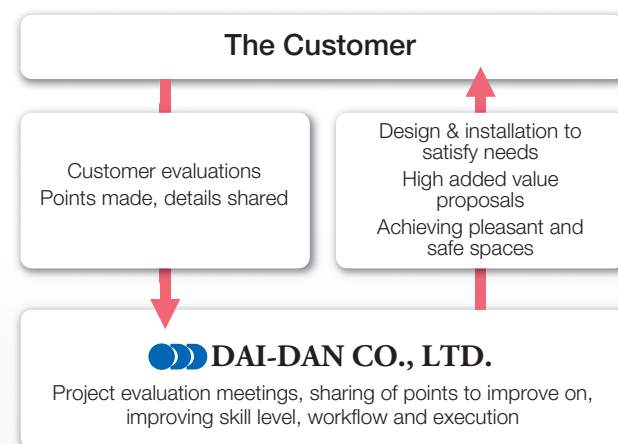 The Customer
Customer evaluations
Points made, details shared
Design & installation to
satisfy needs
High added value
proposals
Achieving pleasant and
safe spaces
DAI-DAN CO., LTD.
Project evaluation meetings, sharing of points to improve on,
improving skill level, workflow and execution